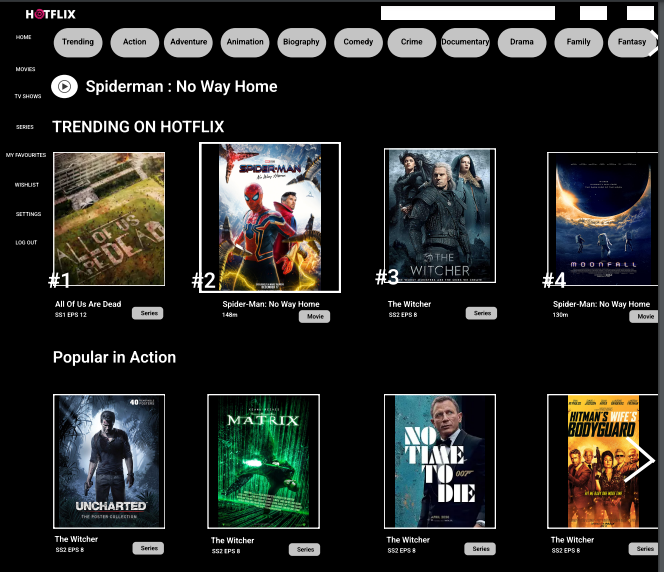 HOTFLIX
HOME
MOVIES
TV SHOWS
SERIES
MY FAVOURITES
WISHLIST
SETTINGS
LOG OUT
Trending
Action
Adventure
Animation
Biography
Comedy
Crime
Documentary
Drama
Family
Fantasy
Spiderman : No Way Home
TRENDING ON HOTFLIX
ALL OF US
ARE DEAD
#1
All Of Us Are Dead
SS1 EPS 12
Series
SPIDER-MAN
No Way Home
#2
Spider-Man: No Way Home
148m
Movie
THE
WITCHER
#3
The Witcher
SS2 EPS 8
Series
MOONFALL
#4
Spider-Man: No Way Home
130m
Movie
Popular in Action
40
UNCHARTED
THE POSTER COLLECTION
The Witcher
SS2 EPS 8
Series
KEANU REEVES
MATRIX
The Witcher
SS2 EPS 8
Series
NO
TIME
TO
DIE
007
The Witcher
SS2 EPS 8
Series
HITMAN'S WIFE'S
BODYGUARD
The Witcher
SS2 EPS 8
Series